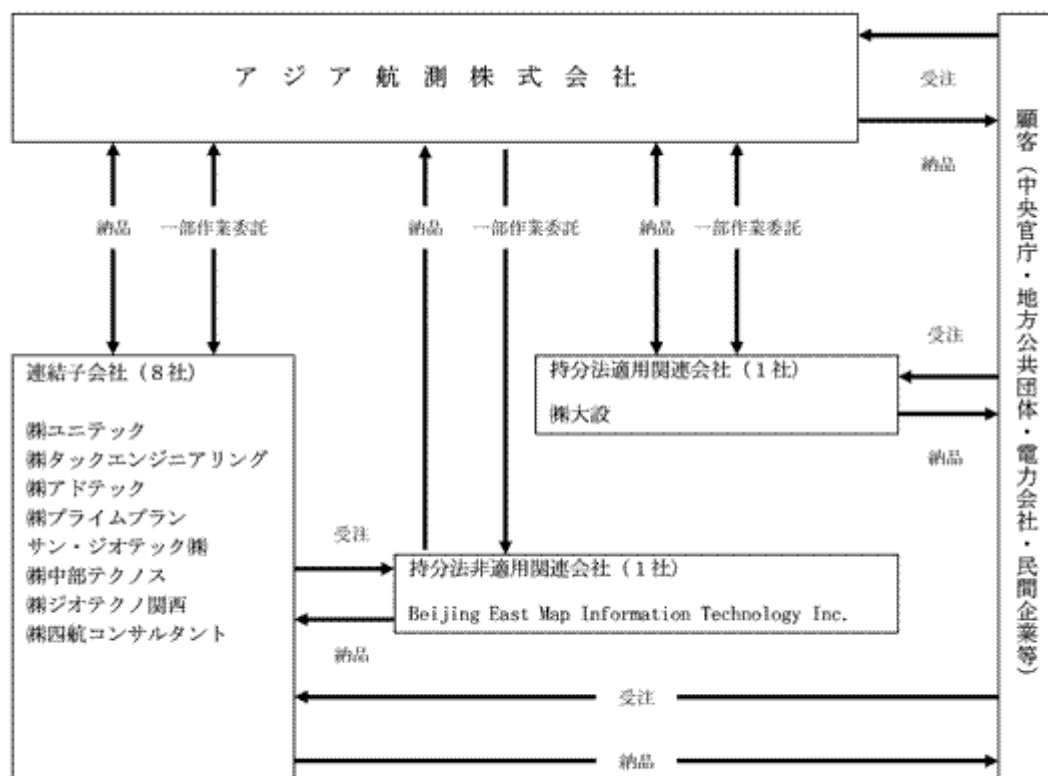 アジア航測株式会社
受注
納品
顧客（中央官庁・地方公共団体・電力会社・民間企業等）
納品
一部作業委託
納品
一部作業委託
納品
一部作業委託
受注
納品
連結子会社（８社）
㈱ユニテック
㈱タックエンジニアリング
㈱アドテック
㈱プライムプラン
サン・ジオテック㈱
㈱中部テクノス
㈱ジオテクノ関西
㈱四航コンサルタント
持分法適用関連会社（１社）
㈱大設
受注
納品
持分法非適用関連会社（１社）
Beijing East Map Information Technology Inc.
受注
納品